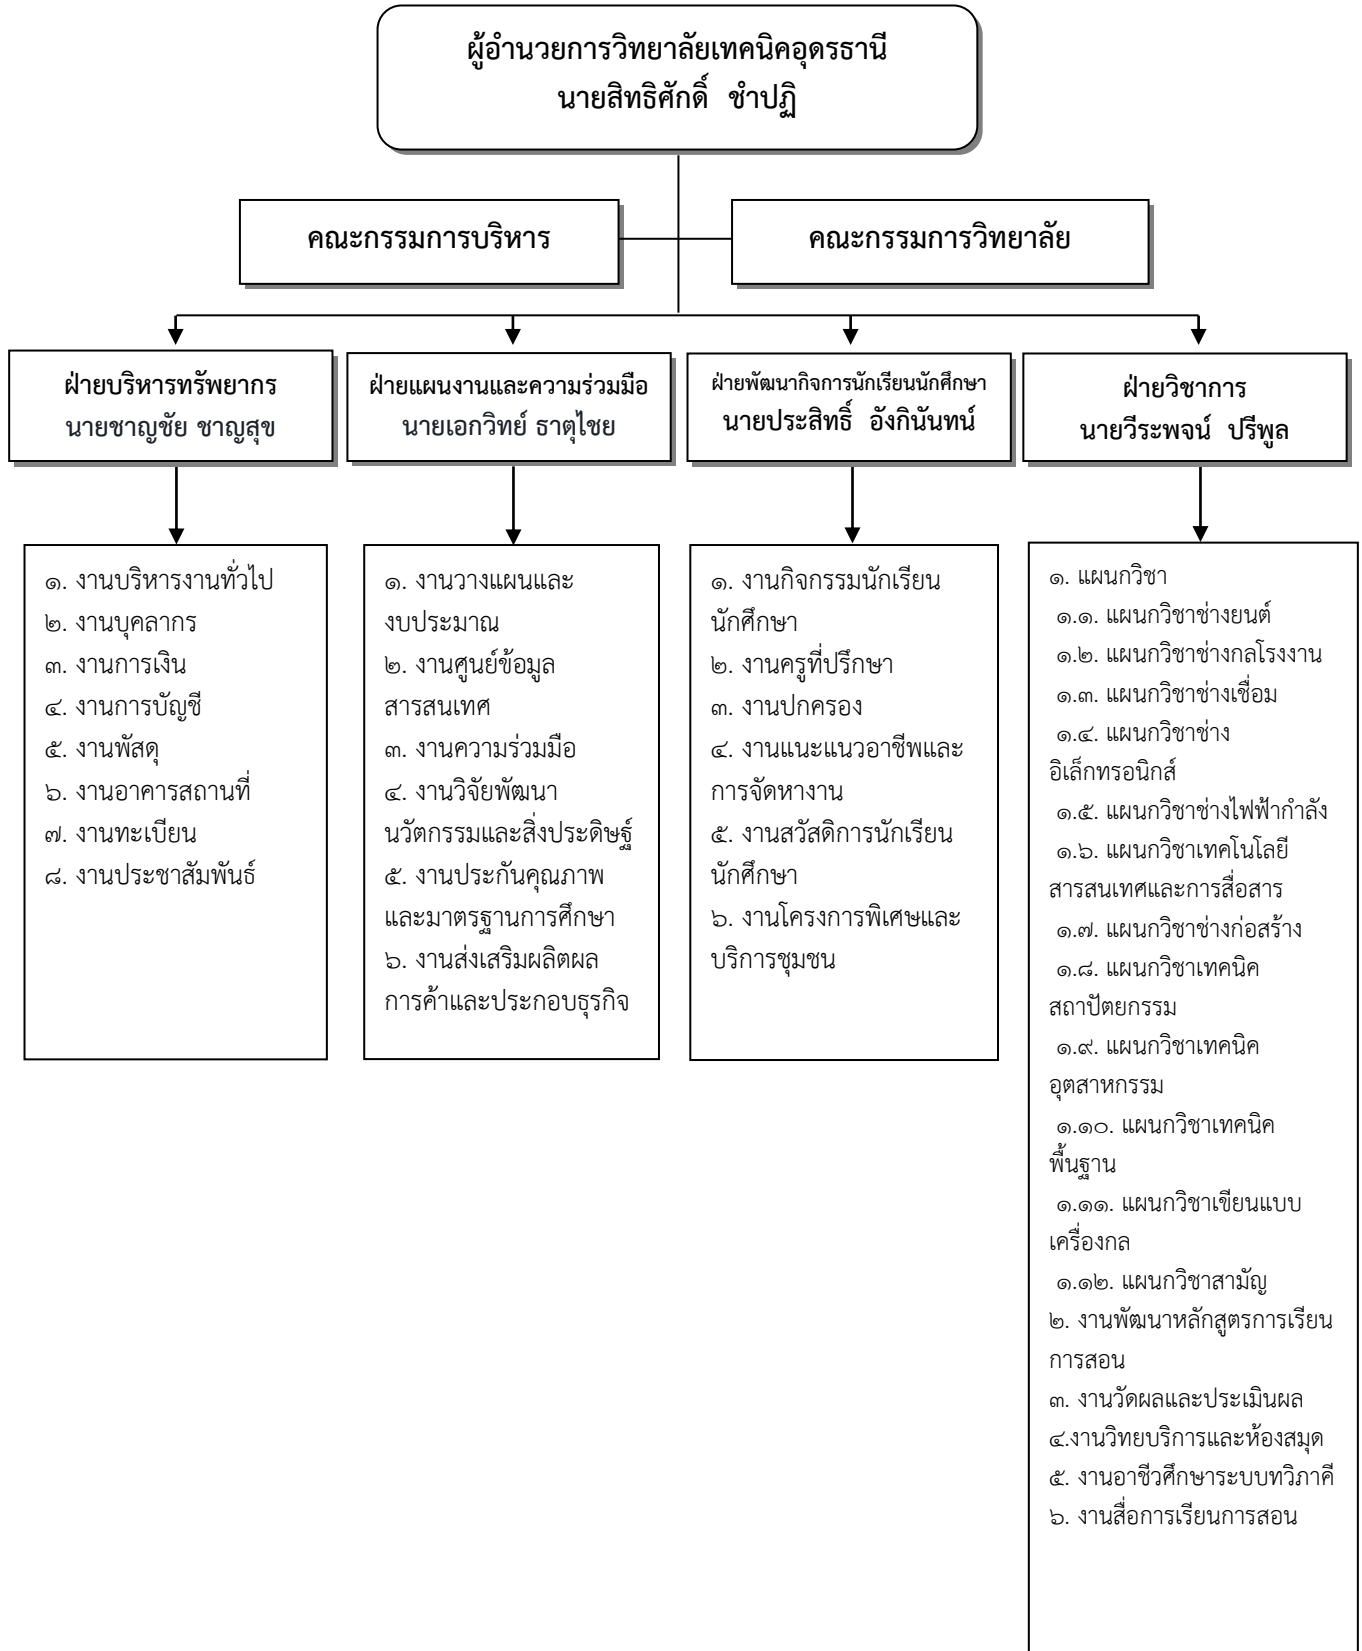 ผู้อำนวยการวิทยาลัยเทคนิคอุดรธานี
นายสิทธิศักดิ์ ชำปฏิ
คณะกรรมการบริหาร
คณะกรรมการวิทยาลัย
ฝ่ายบริหารทรัพยากร
นายชาญชัย ชาญสุข
ฝ่ายแผนงานและความร่วมมือ
นายเอกวิทย์ ธาตุไชย
ฝ่ายพัฒนากิจการนักเรียนนักศึกษา
นายประสิทธิ์ อังกินันทน์
ฝ่ายวิชาการ
นายวีระพจน์ ปรีพูล
๑. งานบริหารงานทั่วไป
๒. งานบุคลากร
๓. งานการเงิน
๔. งานการบัญชี
๕. งานพัสดุ
๖. งานอาคารสถานที่
๗. งานทะเบียน
๘. งานประชาสัมพันธ์
๑. งานวางแผนและ
งบประมาณ
๒. งานศูนย์ข้อมูล
สารสนเทศ
๓. งานความร่วมมือ
๔. งานวิจัยพัฒนา
นวัตกรรมและสิ่งประดิษฐ์
๕. งานประกันคุณภาพ
และมาตรฐานการศึกษา
๖. งานส่งเสริมผลิตผล
การค้าและประกอบธุรกิจ
๑. งานกิจกรรมนักเรียน
นักศึกษา
๒. งานครูที่ปรึกษา
๓. งานปกครอง
๔. งานแนะแนวอาชีพและ
การจัดหางาน
๕. งานสวัสดิการนักเรียน
นักศึกษา
๖. งานโครงการพิเศษและ
บริการชุมชน
๑. แผนกวิชา
๑.๑. แผนกวิชาช่างยนต์
๑.๒. แผนกวิชาช่างกลโรงงาน
๑.๓. แผนกวิชาช่างเชื่อม
๑.๔. แผนกวิชาช่าง
อิเล็กทรอนิกส์
๑.๕. แผนกวิชาช่างไฟฟ้ากำลัง
๑.๖. แผนกวิชาเทคโนโลยี
สารสนเทศและการสื่อสาร
๑.๗. แผนกวิชาช่างก่อสร้าง
๑.๘. แผนกวิชาเทคนิค
สถาปัตยกรรม
๑.๙. แผนกวิชาเทคนิค
อุตสาหกรรม
๑.๑๐. แผนกวิชาเทคนิค
พื้นฐาน
๑.๑๑. แผนกวิชาเขียนแบบ
เครื่องกล
๑.๑๒. แผนกวิชาสามัญ
๒. งานพัฒนาหลักสูตรการเรียน
การสอน
๓. งานวัดผลและประเมินผล
๔.งานวิทยบริการและห้องสมุด
๕. งานอาชีวศึกษาระบบทวิภาคี
๖. งานสื่อการเรียนการสอน